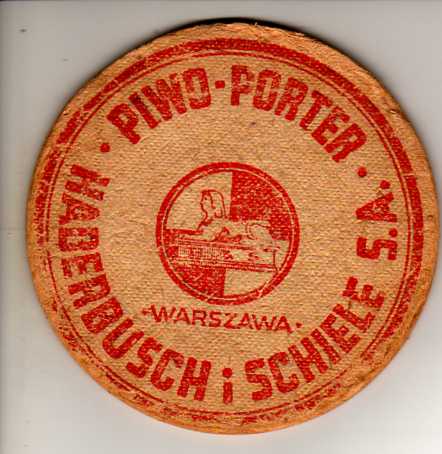 · PIWO-PORTER ·
HABERBUSCH i SCHIELE S.A.
·WARSZAWA·